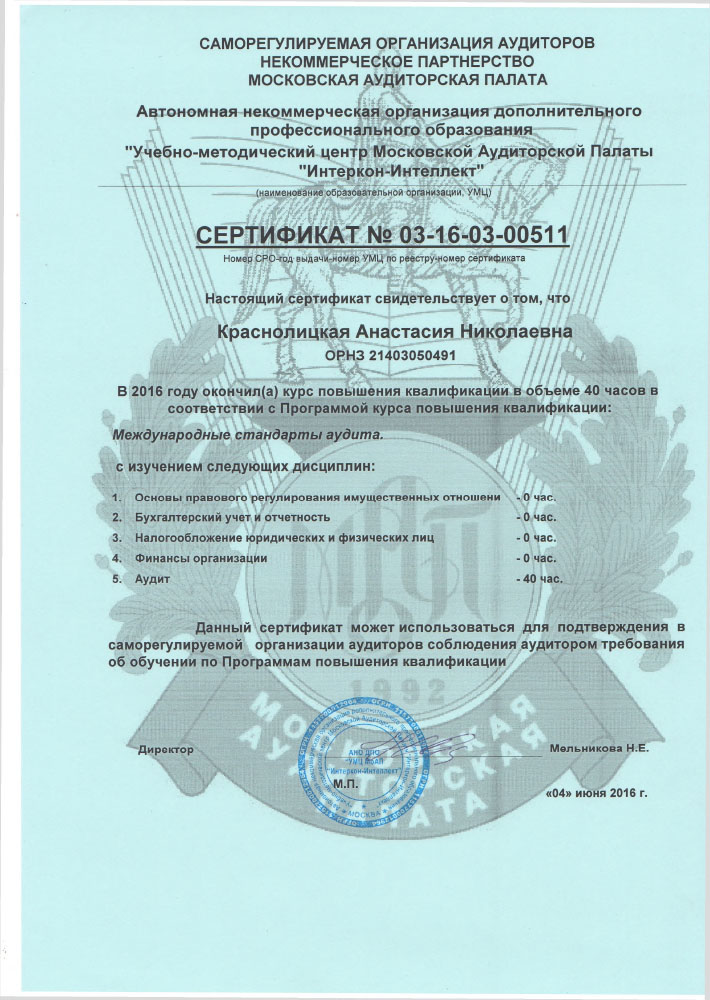 САМОРЕГУЛИРУЕМАЯ ОРГАНИЗАЦИЯ АУДИТОРОВ
НЕКОММЕРЧЕСКОЕ ПАРТНЕРСТВО
МОСКОВСКАЯ АУДИТОРСКАЯ ПАЛАТА
Автономная некоммерческая организация дополнительного
профессионального образования
"Учебно-методический центр Московской Аудиторской Палаты
"Интеркон-Интеллект"
(наименование образовательной организации, УМЦ)
СЕРТИФИКАТ № 03-16-03-00511
Номер СРО-год выдачи-номер УМЦ по реестру-номер сертификата
Настоящий сертификат свидетельствует о том, что
Краснолицкая Анастасия Николаевна
ОРНЗ 21403050491
В 2016 году окончил(а) курс повышения квалификации в объеме 40 часов в
соответствии с Программой курса повышения квалификации:
Международные стандарты аудита.
с изучением следующих дисциплин:
1. Основы правового регулирования имущественных отношени - 0 час.
2. Бухгалтерский учет и отчетность - 0 час.
3. Налогообложение юридических и физических лиц - 0 час.
4. Финансы организации - 0 час.
5. Аудит - 40 час.
Данный сертификат может использоваться для подтверждения в
саморегулируемой организации аудиторов соблюдения аудитором требования
об обучении по Программам повышения квалификации
1992
МОСКОВСКАЯ
АУДИТОРСКАЯ
ПАЛАТА
Директор
Мельникова Н.Е.
АНО ДПО
"УМЦ МоАП
"Интеркон-Интеллект"
МОСКВА
М.П.
«04» июня 2016 г.